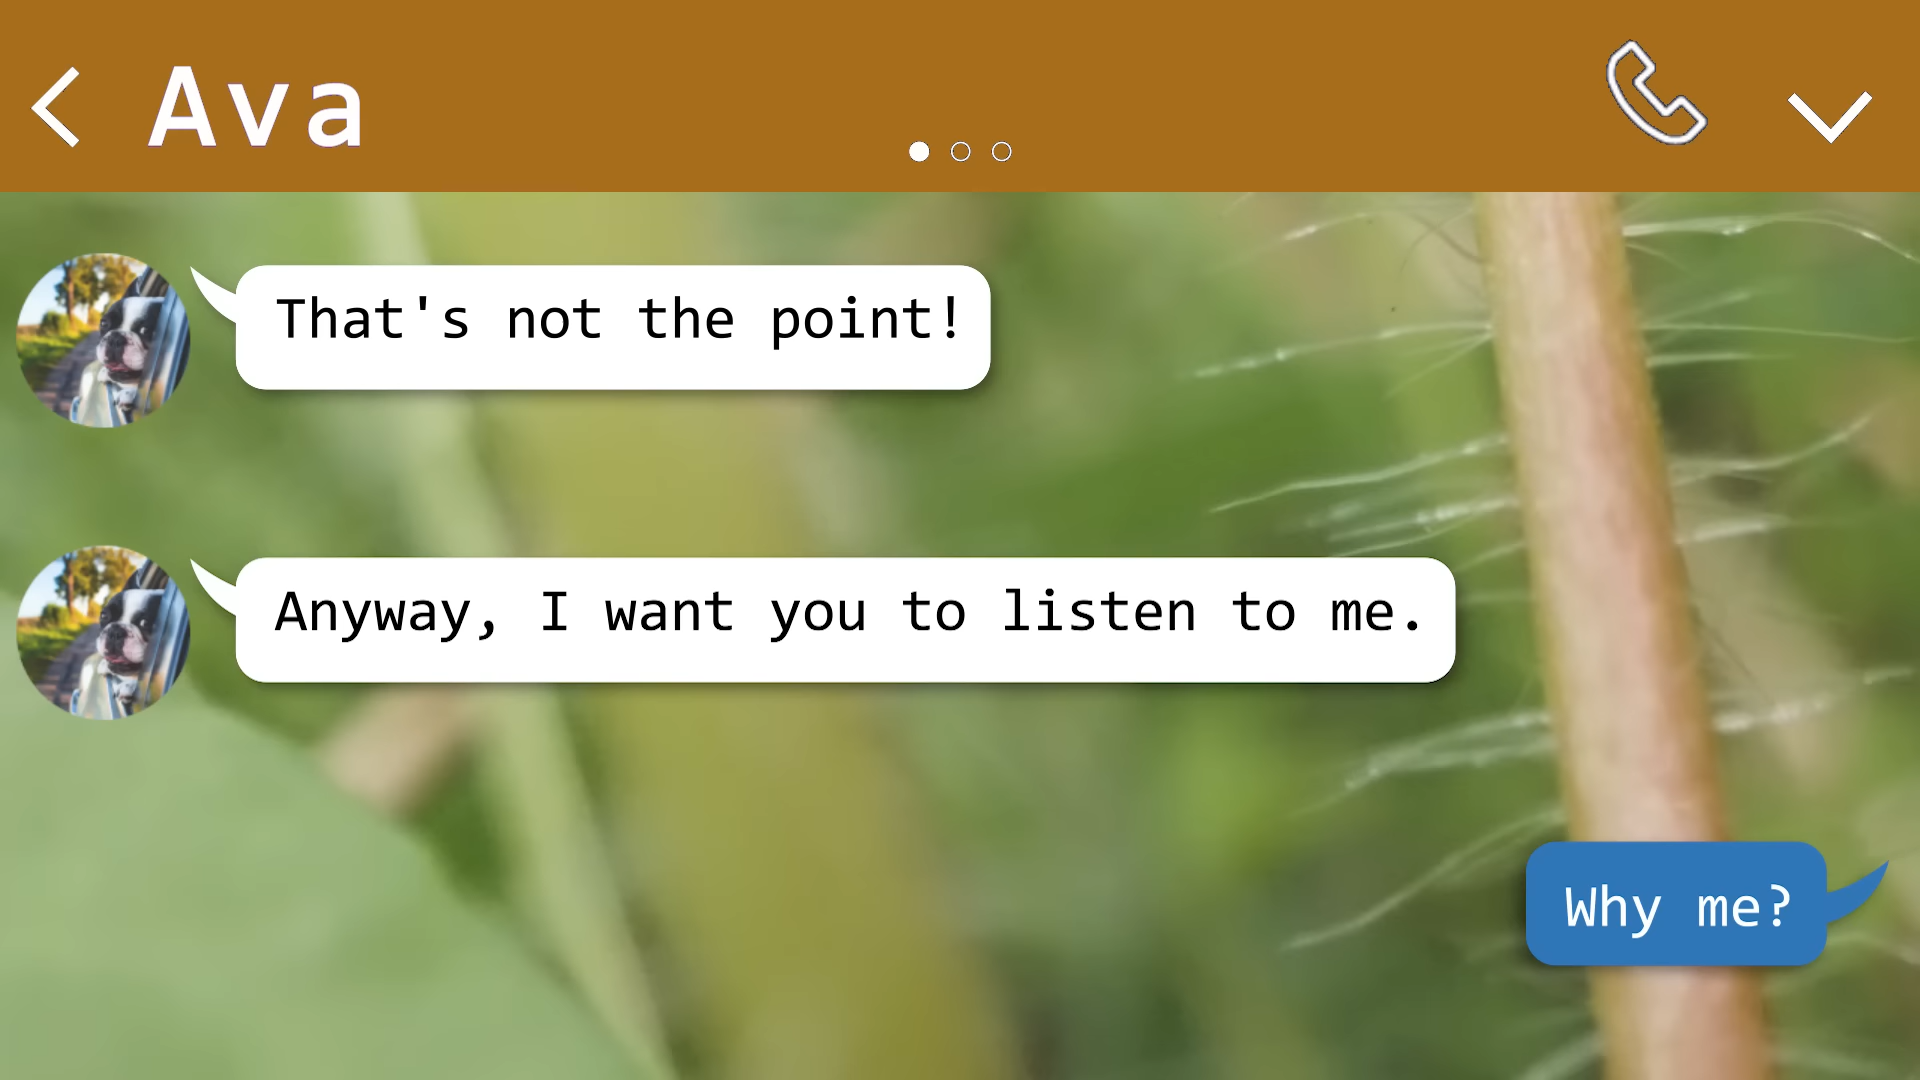 Ava
That's not the point!
Anyway, I want you to listen to me.
Why me?